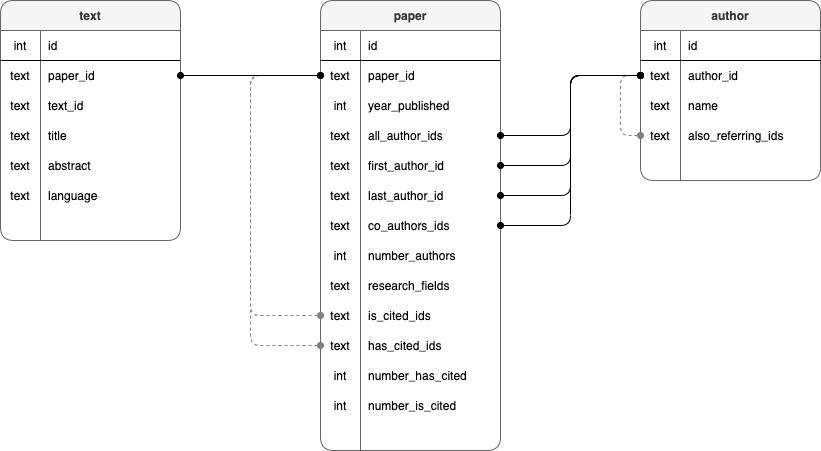 text
int id
text paper_id
text text_id
text title
text abstract
text language
paper
int id
text paper_id
int year_published
text all_author_ids
text first_author_id
text last_author_id
text co_authors_ids
int number_authors
text research_fields
text is_cited_ids
text has_cited_ids
int number_has_cited
int number_is_cited
author
int id
text author_id
text name
text also_referring_ids